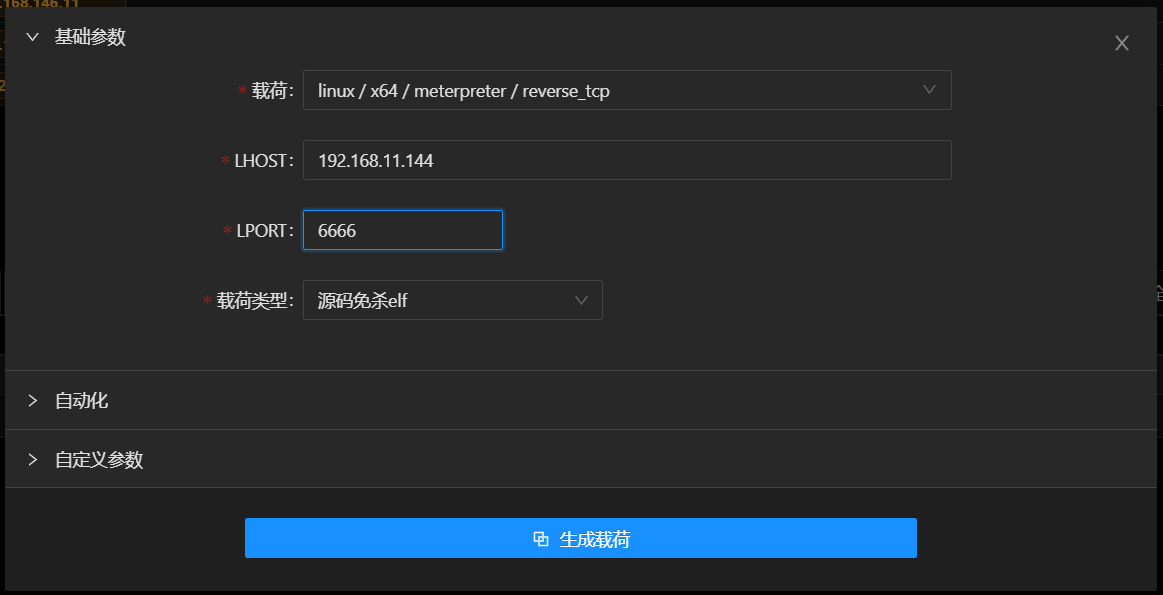 .168.146.11
基础参数
* 载荷:
linux / x64 / meterpreter / reverse_tcp
* LHOST:
192.168.11.144
* LPORT:
6666
* 载荷类型:
源码免杀elf
自动化
自定义参数
生成载荷